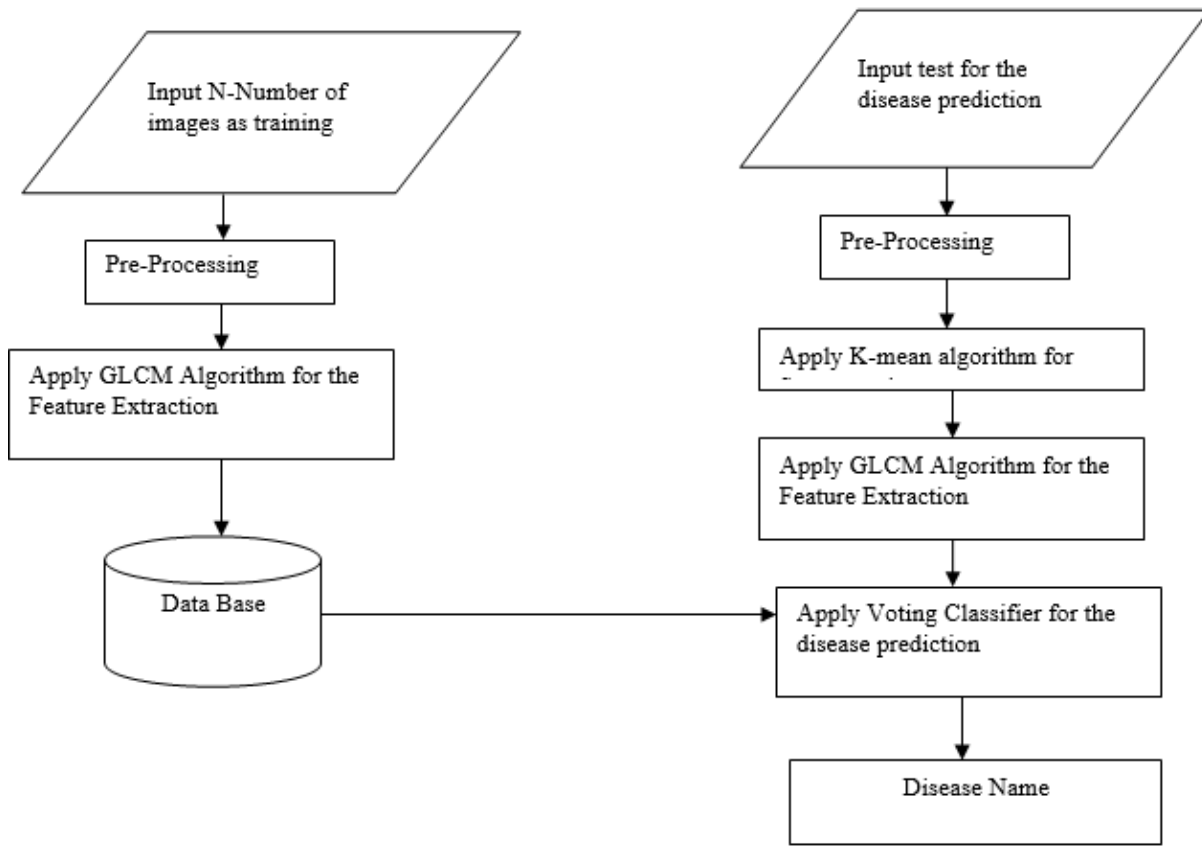 Input N-Number of
images as training
Pre-Processing
Apply GLCM Algorithm for the
Feature Extraction
Data Base
Input test for the
disease prediction
Pre-Processing
Apply K-mean algorithm for
Apply GLCM Algorithm for the
Feature Extraction
Apply Voting Classifier for the
disease prediction
Disease Name